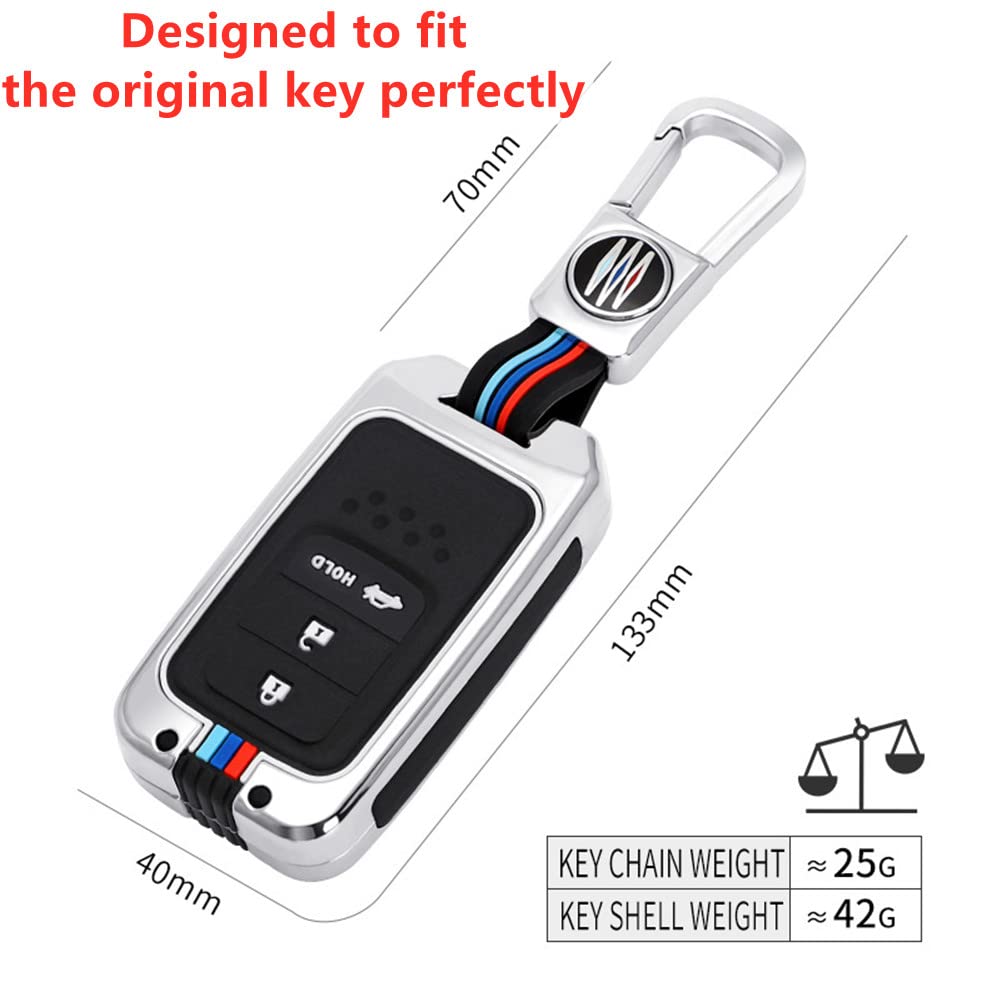 Designed to fit
the original key perfectly
70mm
HOLD
133mm
40mm
KEY CHAIN WEIGHT ≈25G
KEY SHELL WEIGHT ≈42G